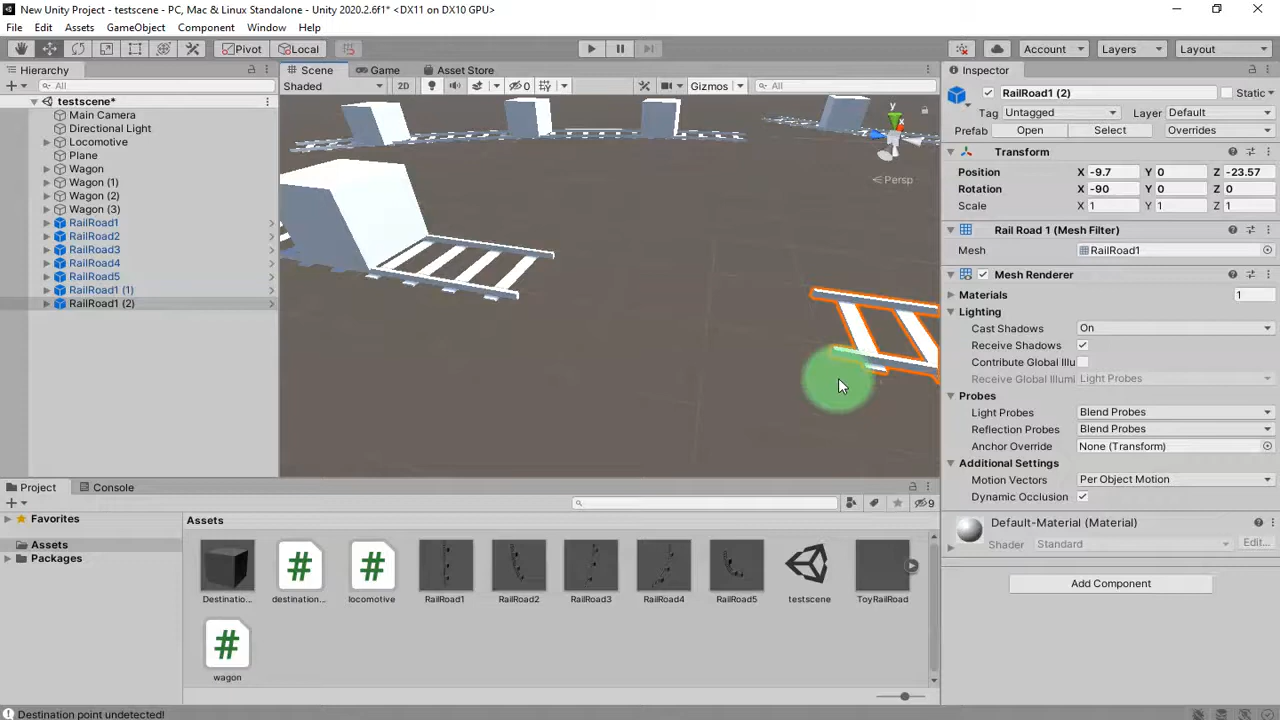 New Unity Project - testscene - PC, Mac & Linux Standalone - Unity 2020.2.6f1* <DX11 on DX10 GPU>
File Edit Assets GameObject Component Window Help
Pivot Local Account Layers Layout
Hierarchy Scene Game Asset Store Inspector
All Shaded 2D 0 Gizmos All RailRoad1 (2) Static
testscene*
Main Camera
Directional Light
Locomotive
Plane
Wagon
Wagon (1)
Wagon (2)
Wagon (3)
RailRoad1
RailRoad2
RailRoad3
RailRoad4
RailRoad5
RailRoad1 (1)
RailRoad1 (2)
y
x
Persp
Tag Untagged Layer Default
Prefab Open Select Overrides
Transform
Position X -9.7 Y 0 Z -23.57
Rotation X -90 Y 0 Z 0
Scale X 1 Y 1 Z 1
Rail Road 1 (Mesh Filter)
Mesh RailRoad1
Mesh Renderer
Materials 1
Lighting
Cast Shadows On
Receive Shadows
Contribute Global Illu
Receive Global Illumi Light Probes
Probes
Light Probes Blend Probes
Reflection Probes Blend Probes
Anchor Override None (Transform)
Additional Settings
Motion Vectors Per Object Motion
Dynamic Occlusion
Default-Material (Material)
Shader Standard Edit...
Add Component
Project Console
9
Favorites
Assets
Packages
Assets
Destinatio... destination... locomotive RailRoad1 RailRoad2 RailRoad3 RailRoad4 RailRoad5 testscene ToyRailRoad
wagon
Destination point undetected!